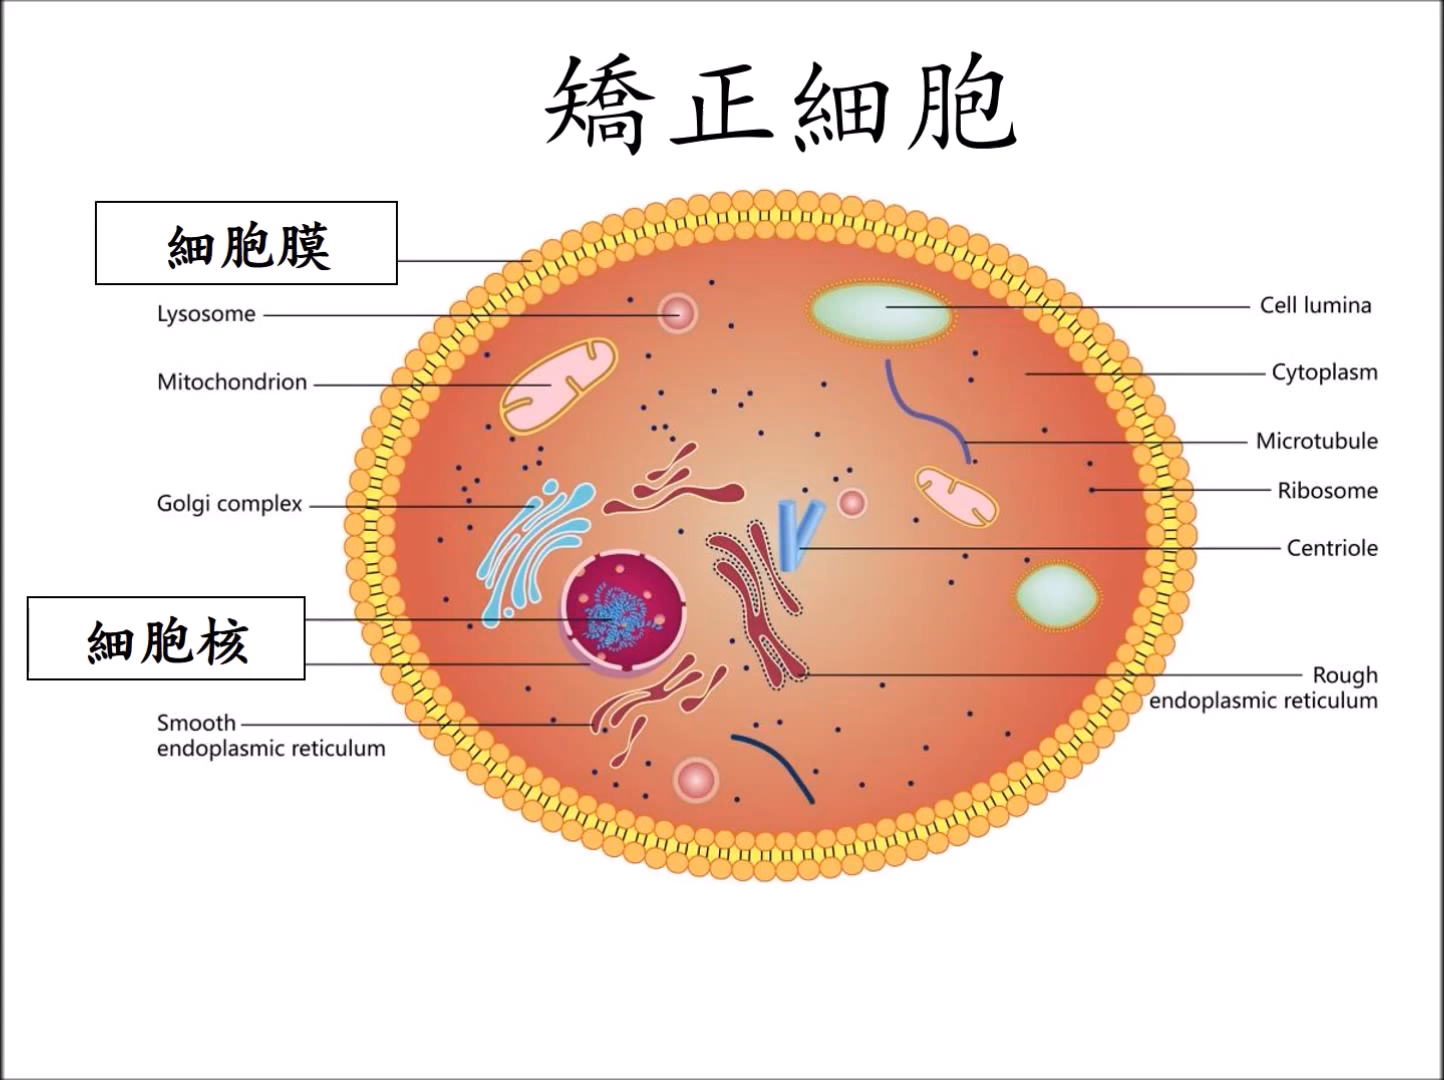 矯正細胞
細胞膜
Lysosome
Mitochondrion
Golgi complex
細胞核
Smooth
endoplasmic reticulum
Cell lumina
Cytoplasm
Microtubule
Ribosome
Centriole
Rough
endoplasmic reticulum